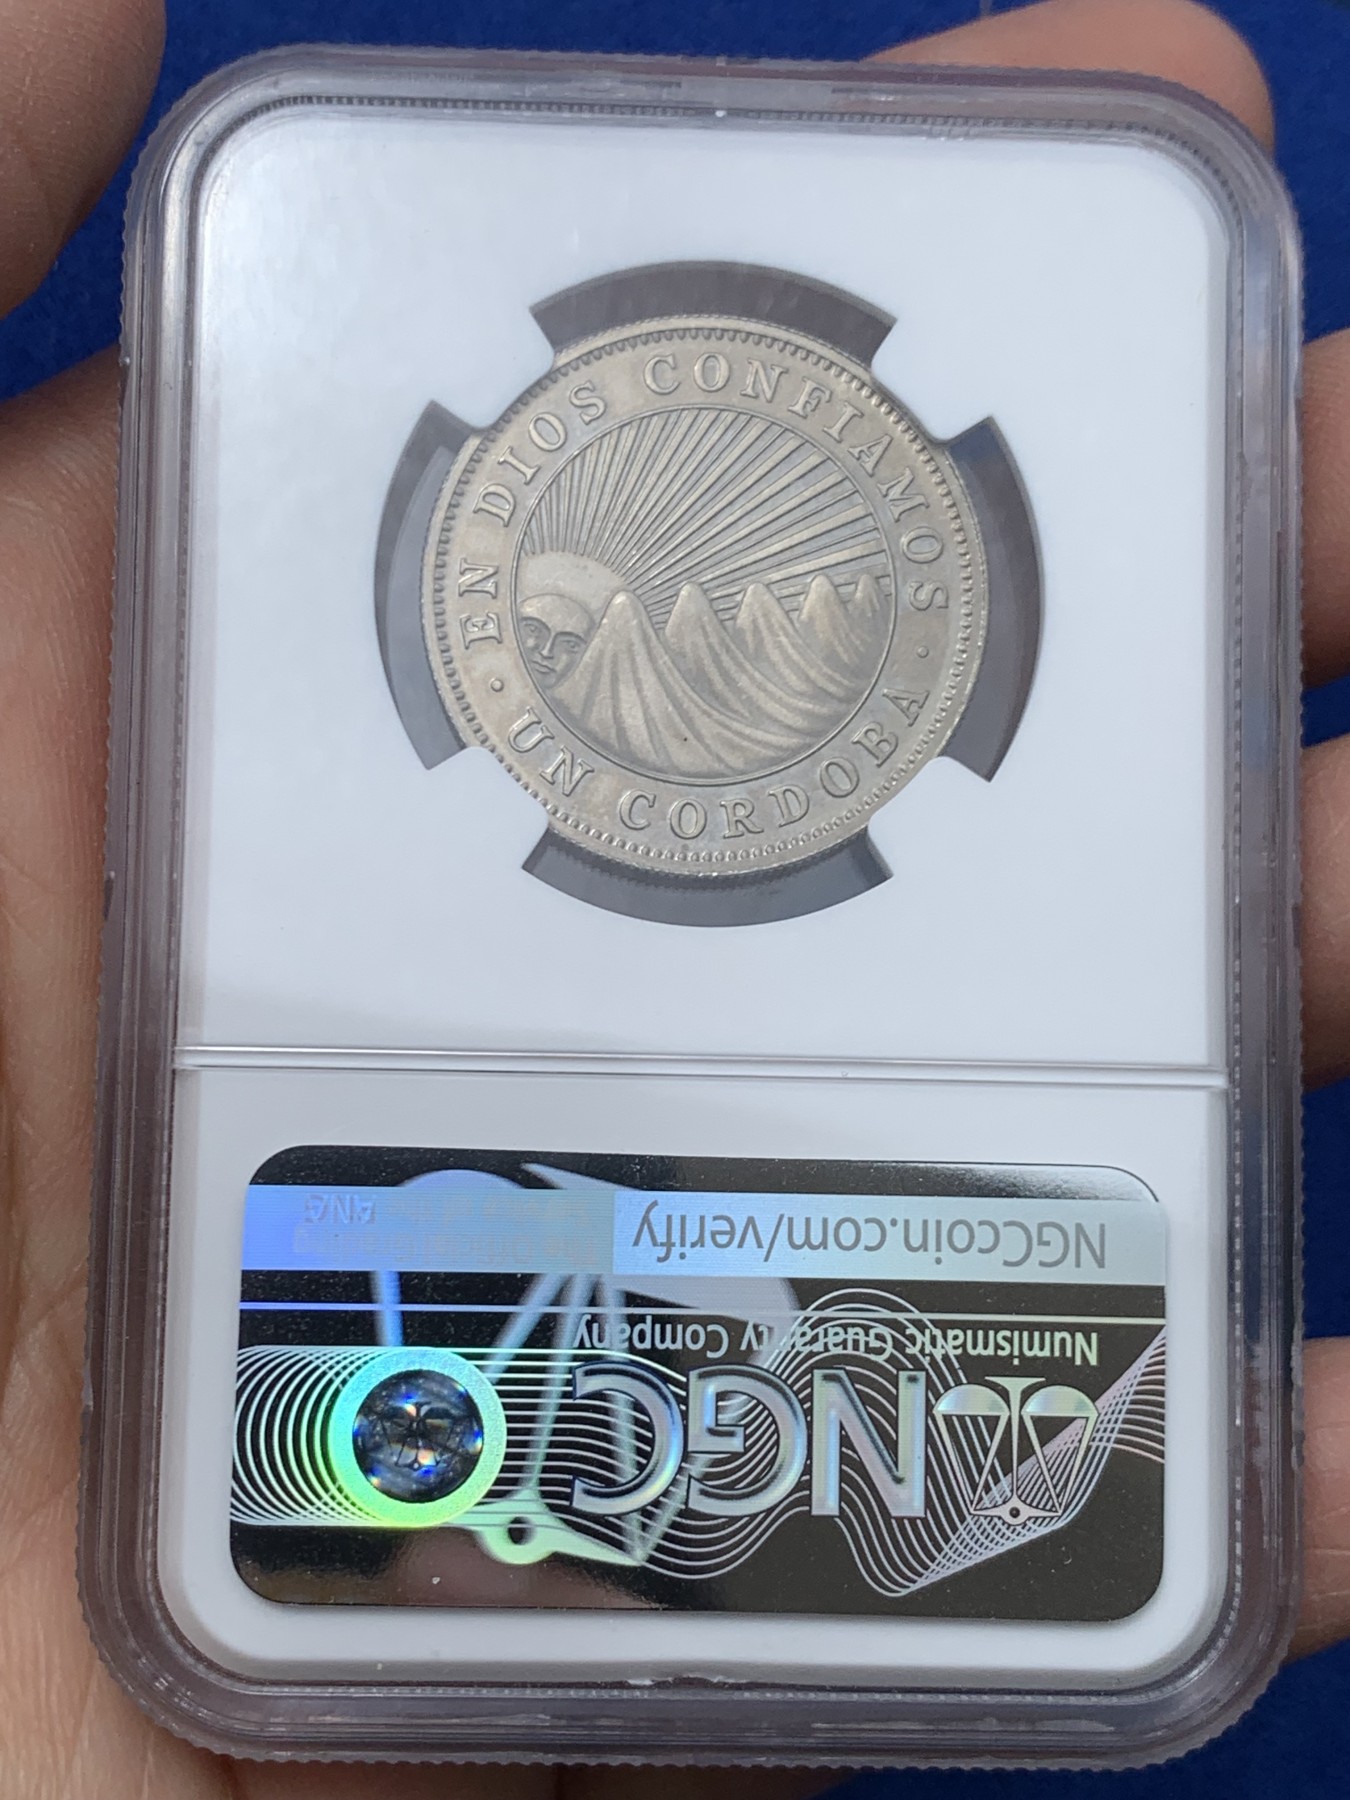 EN DIOS CONFIAMOS
· UN CORDOBA ·
NGC
Numismatic Guaranty Company
NGCcoin.com/verify